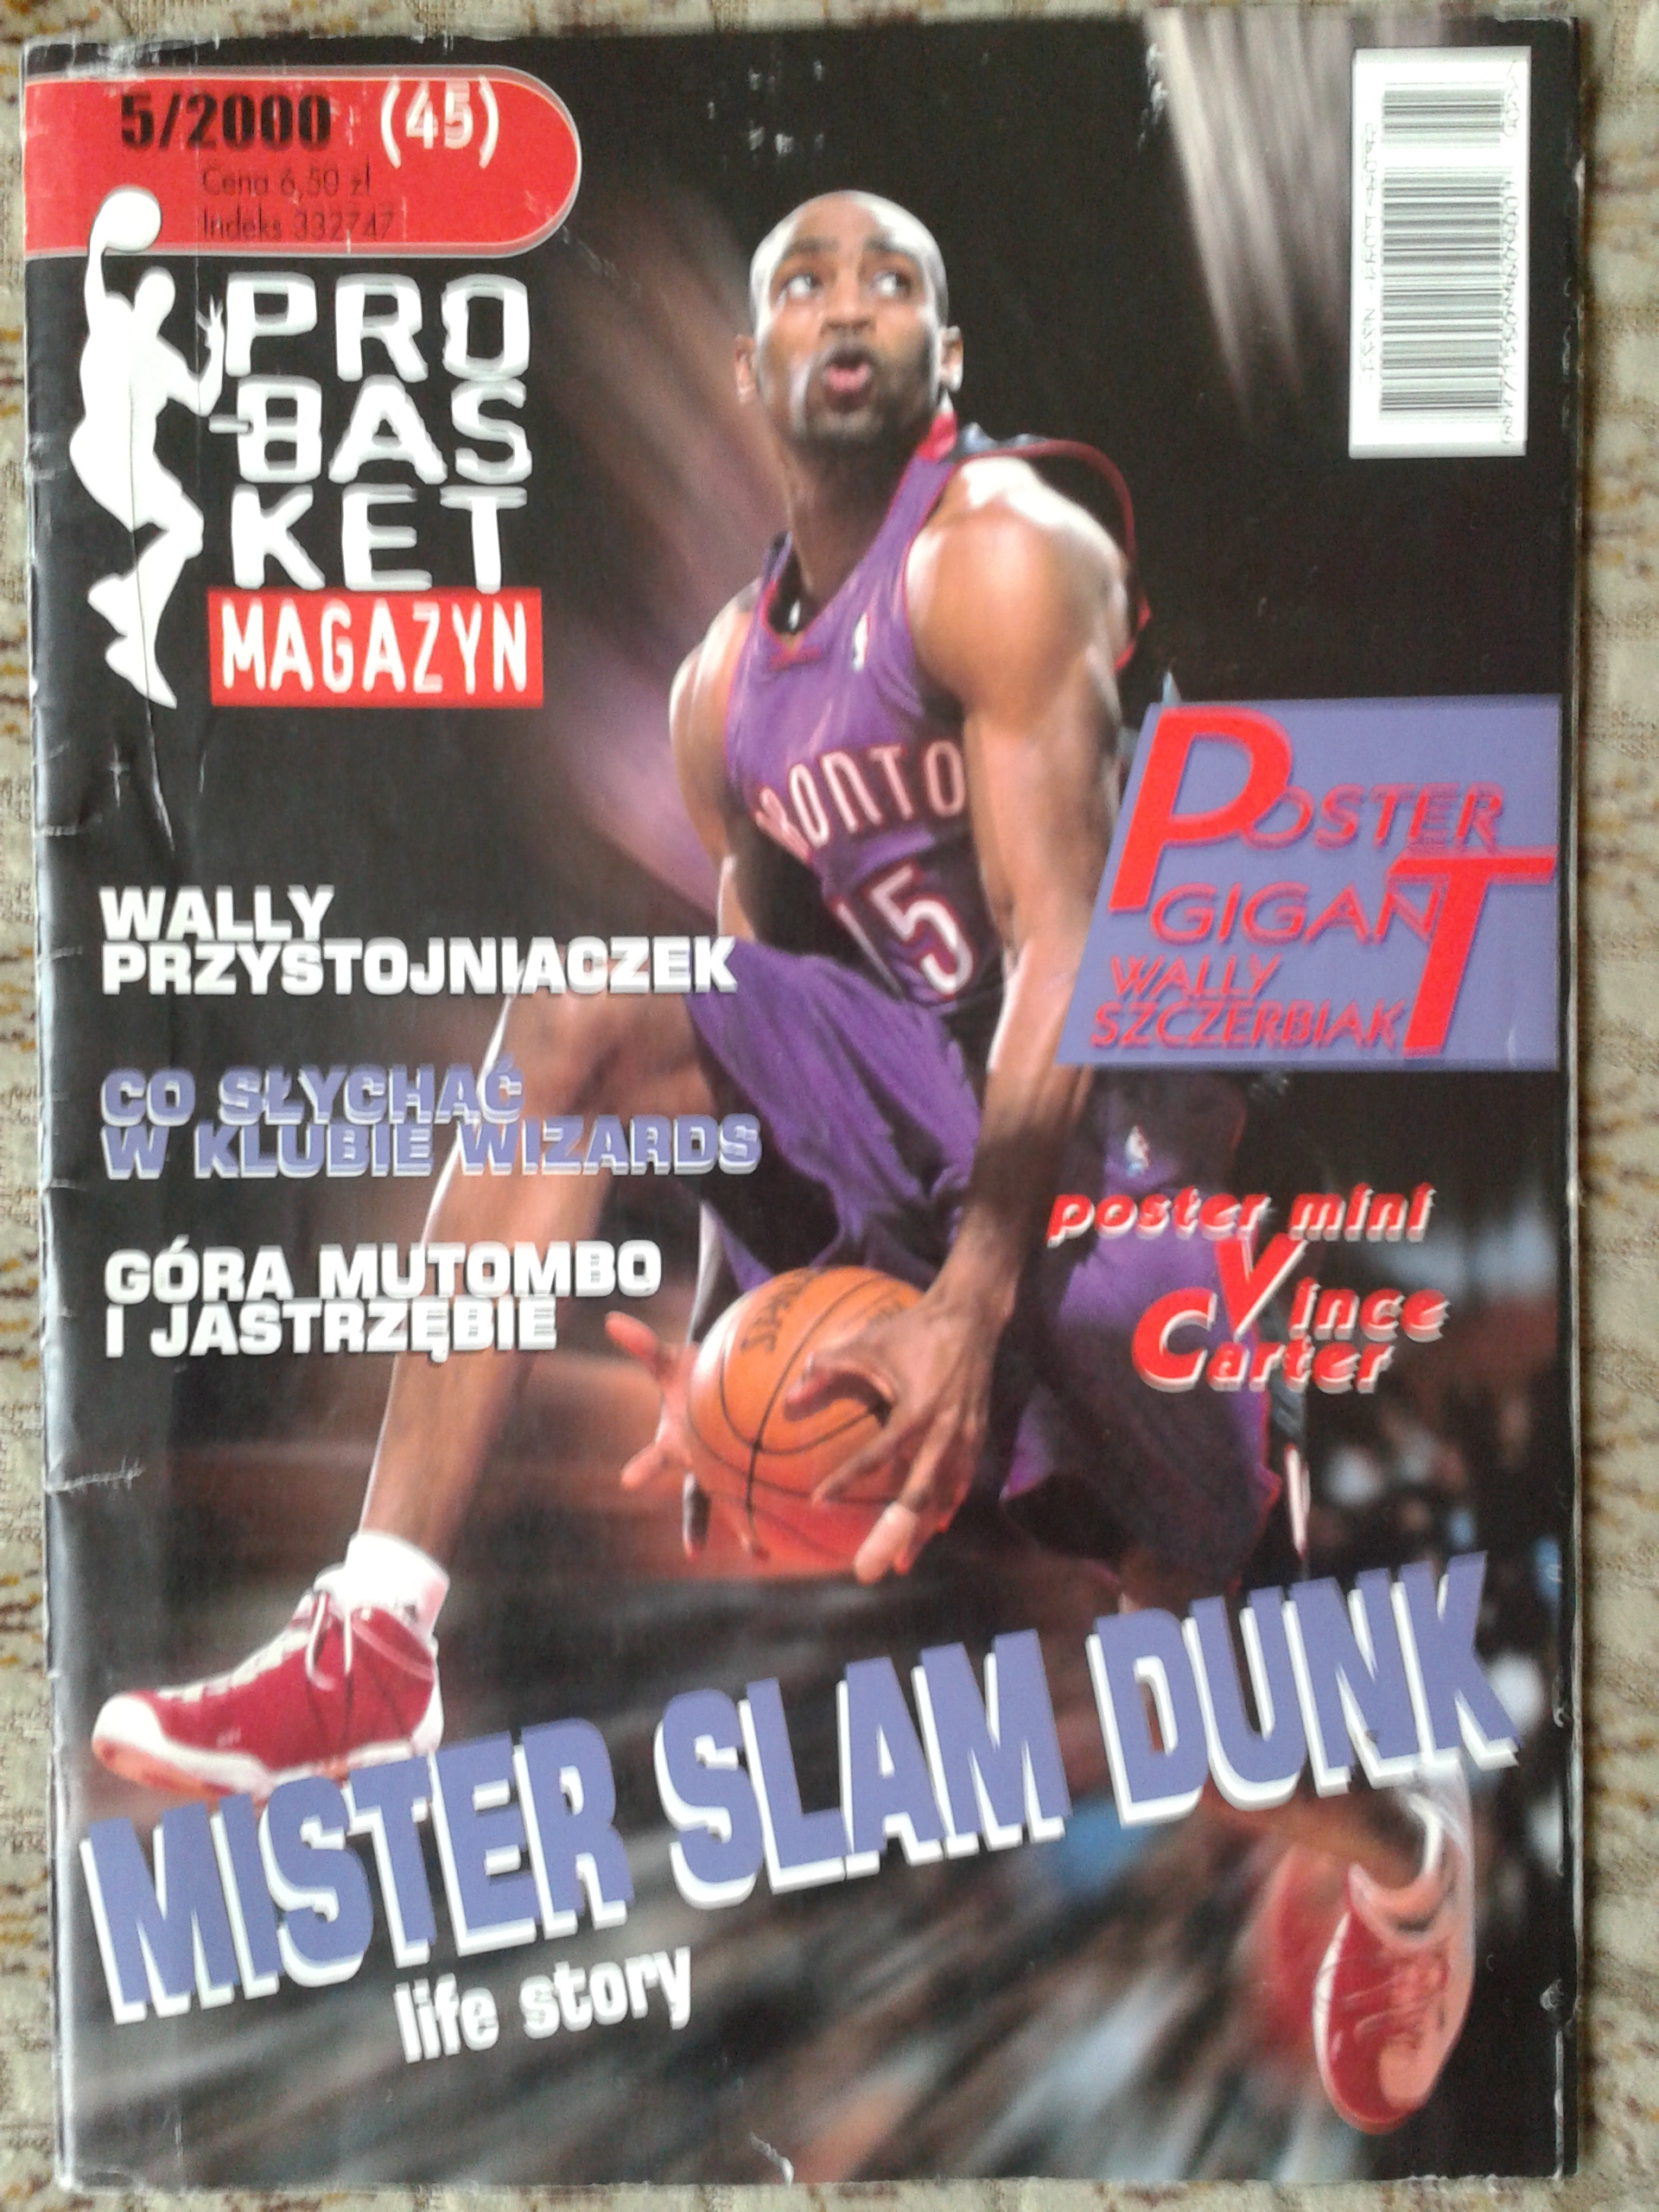 5/2000 (45)
Cena 6,50 zł
Indeks 332747
PRO
-BAS
KET
MAGAZYN
TORONTO
15
POSTER
GIGANT
WALLY
SZCZERBIAK
WALLY
PRZYSTOJNIACZEK
CO SŁYCHAĆ
W KLUBIE WIZARDS
GÓRA MUTOMBO
I JASTRZĘBIE
poster mini
Vince
Carter
MISTER SLAM DUNK
life story